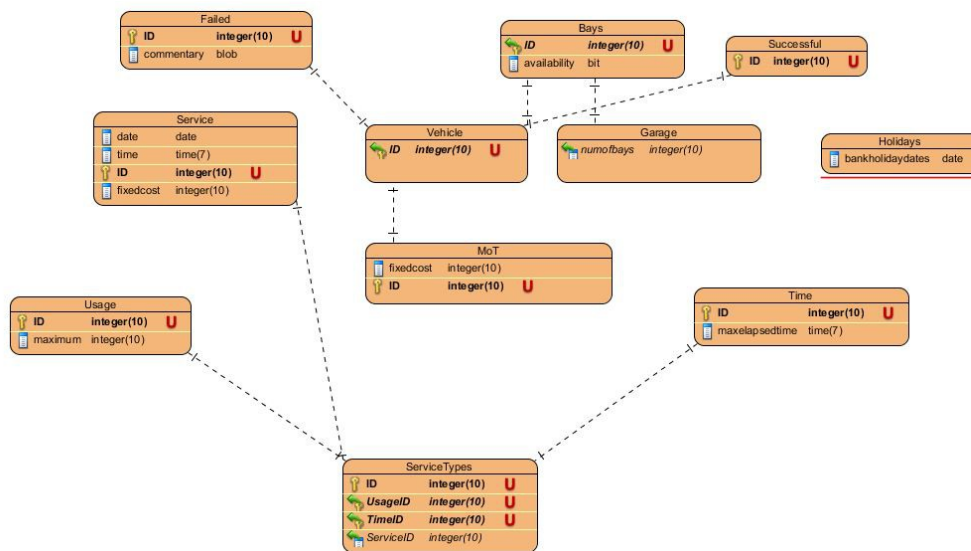 Failed
ID integer(10) U
commentary blob
Bays
ID integer(10) U
availability bit
Successful
ID integer(10) U
Service
date date
time time(7)
ID integer(10) U
fixedcost integer(10)
Vehicle
ID integer(10) U
Garage
numofbays integer(10)
Holidays
bankholidaydates date
MoT
fixedcost integer(10)
ID integer(10) U
Usage
ID integer(10) U
maximum integer(10)
Time
ID integer(10) U
maxelapsedtime time(7)
ServiceTypes
ID integer(10) U
UsageID integer(10) U
TimeID integer(10) U
ServiceID integer(10)